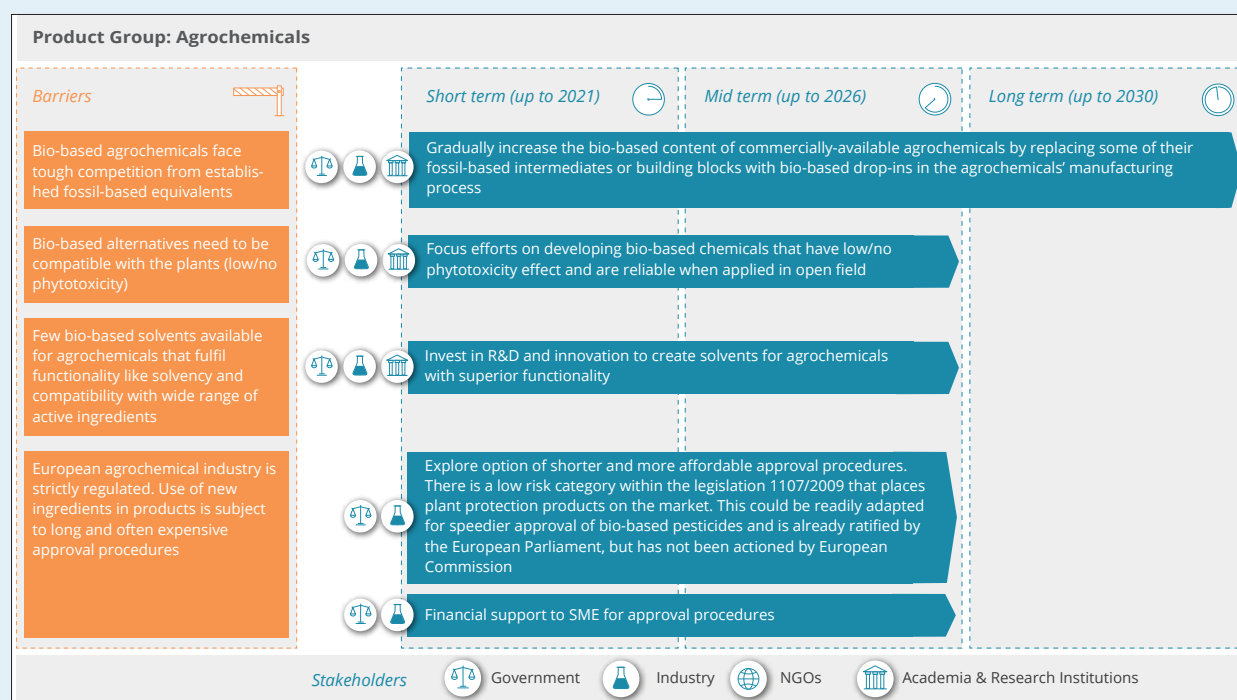 Product Group: Agrochemicals
Barriers
Short term (up to 2021)
Mid term (up to 2026)
Long term (up to 2030)
Bio-based agrochemicals face
tough competition from establis-
hed fossil-based equivalents
Gradually increase the bio-based content of commercially-available agrochemicals by replacing some of their
fossil-based intermediates or building blocks with bio-based drop-ins in the agrochemicals’ manufacturing
process
Bio-based alternatives need to be
compatible with the plants (low/no
phytotoxicity)
Focus efforts on developing bio-based chemicals that have low/no
phytotoxicity effect and are reliable when applied in open field
Few bio-based solvents available
for agrochemicals that fulfil
functionality like solvency and
compatibility with wide range of
active ingredients
Invest in R&D and innovation to create solvents for agrochemicals
with superior functionality
European agrochemical industry is
strictly regulated. Use of new
ingredients in products is subject
to long and often expensive
approval procedures
Explore option of shorter and more affordable approval procedures.
There is a low risk category within the legislation 1107/2009 that places
plant protection products on the market. This could be readily adapted
for speedier approval of bio-based pesticides and is already ratified by
the European Parliament, but has not been actioned by European
Commission
Financial support to SME for approval procedures
Stakeholders
Government
Industry
NGOs
Academia & Research Institutions